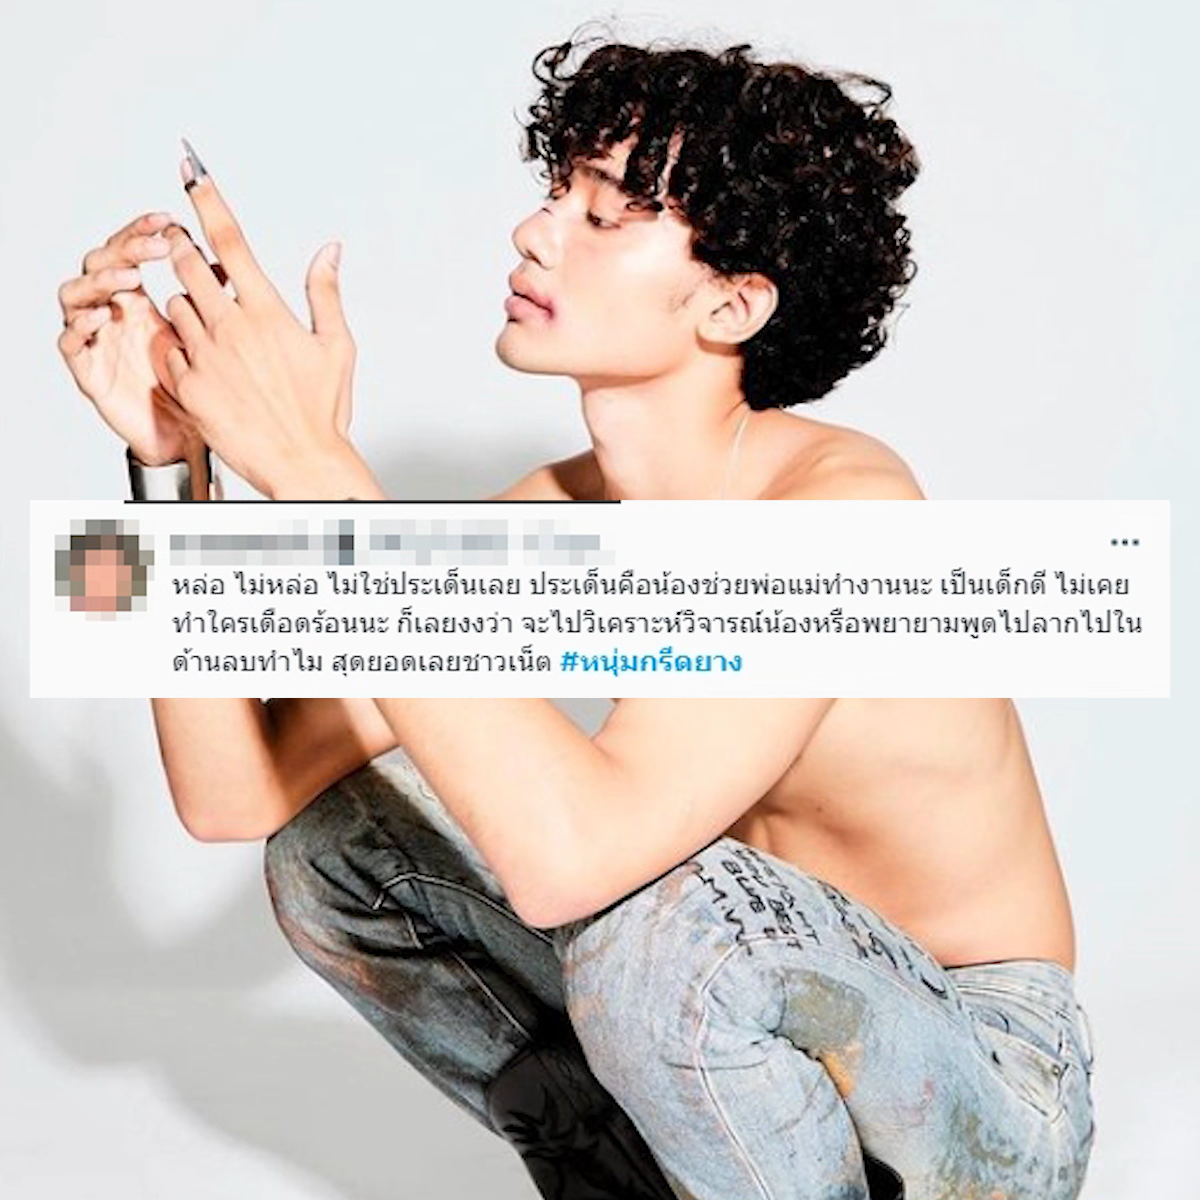 หล่อ ไม่หล่อ ไม่ใช่ประเด็นเลย ประเด็นคือน้องช่วยพ่อแม่ทำงานนะ เป็นเด็กดี ไม่เคย
ทำใครเดือดร้อนนะ ก็เลยงงว่า จะไปวิเคราะห์วิจารณ์น้องหรือพยายามพูดไปลากไปใน
ด้านลบทำไม สุดยอดเลยชาวเน็ต #หนุ่มกรีดยาง
BEST